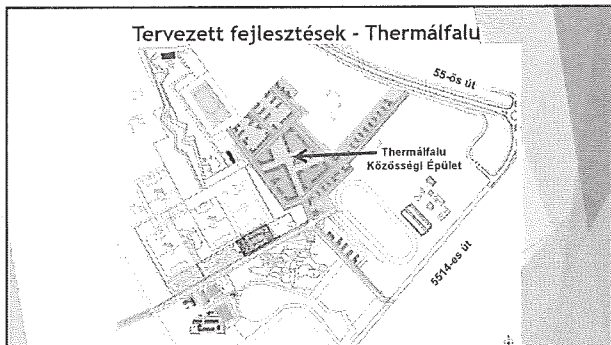 Tervezett fejlesztések - Thermálfalu
55-ös út
Thermálfalu
Közösségi Épület
5514-es út